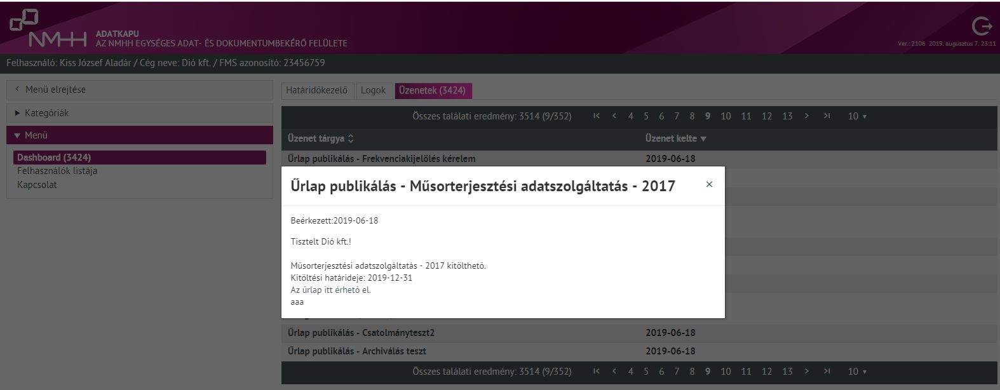 NMHH
ADATKAPU
AZ NMHH EGYSÉGES ADAT- ÉS DOKUMENTUMBEKÉRŐ FELÜLETE
Ver.: 2106 2019. augusztus 7. 23:11
Felhasználó: Kiss József Aladár / Cég neve: Dió kft. / FMS azonosító: 23456759
Menü elrejtése
Kategóriák
Menü
Dashboard (3424)
Felhasználók listája
Kapcsolat
Határidőkezelő Logok Üzenetek (3424)
Összes találati eredmény: 3514 (9/352) 4 5 6 7 8 9 10 11 12 13 10
Üzenet tárgya Üzenet kelte
Űrlap publikálás - Frekvenciakijelölés kérelem 2019-06-18
Űrlap publikálás - Műsorterjesztési adatszolgáltatás - 2017 ×
Beérkezett:2019-06-18
Tisztelt Dió kft.!
Műsorterjesztési adatszolgáltatás - 2017 kitölthető.
Kitöltési határideje: 2019-12-31
Az űrlap itt érhető el.
aaa
Űrlap publikálás - Csatolmányteszt2 2019-06-18
Űrlap publikálás - Archiválás teszt 2019-06-18
Összes találati eredmény: 3514 (9/352) 4 5 6 7 8 9 10 11 12 13 10